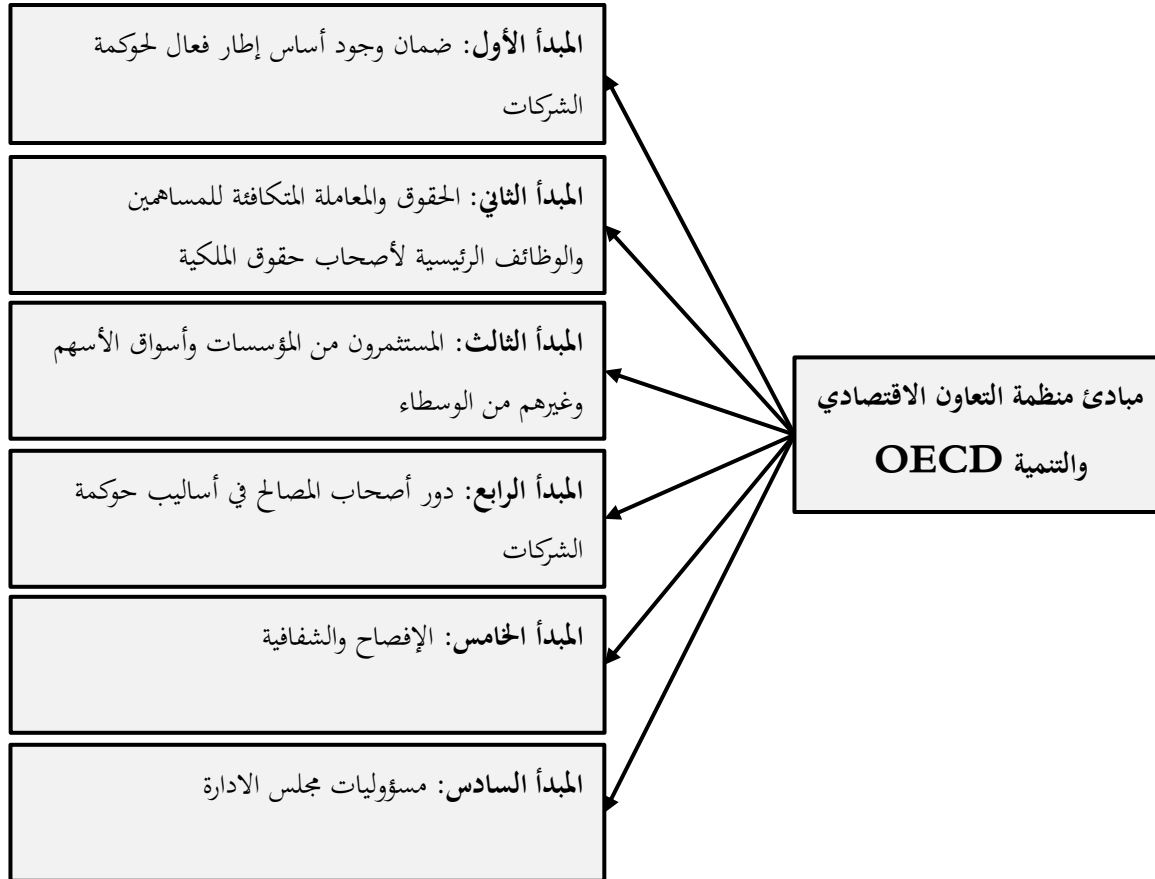 مبادئ منظمة التعاون الاقتصادي
والتنمية OECD
المبدأ الأول: ضمان وجود أساس إطار فعال لحوكمة
الشركات
المبدأ الثاني: الحقوق والمعاملة المتكافئة للمساهمين
والوظائف الرئيسية لأصحاب حقوق الملكية
المبدأ الثالث: المستثمرون من المؤسسات وأسواق الأسهم
وغيرهم من الوسطاء
المبدأ الرابع: دور أصحاب المصالح في أساليب حوكمة
الشركات
المبدأ الخامس: الإفصاح والشفافية
المبدأ السادس: مسؤوليات مجلس الادارة